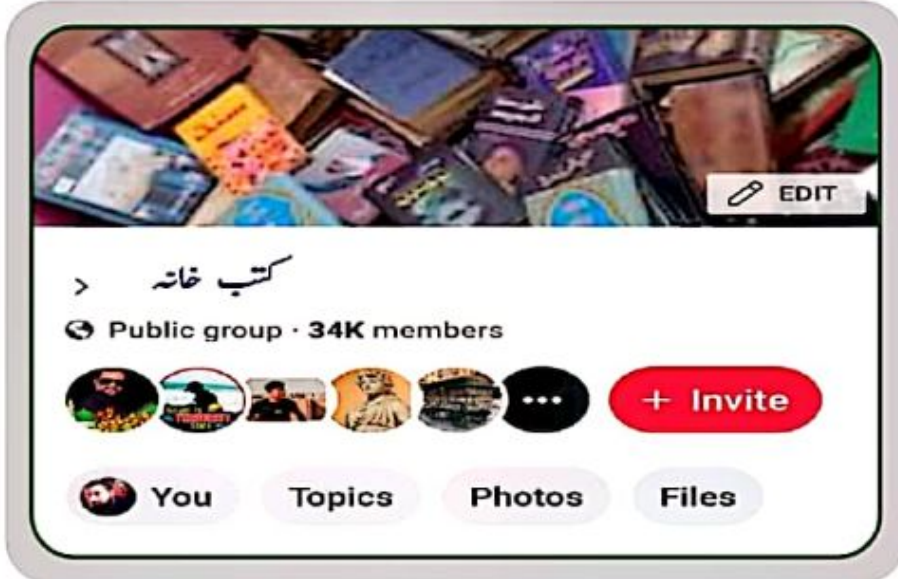 EDIT
کتب خانہ
Public group · 34K members
+ Invite
You Topics Photos Files